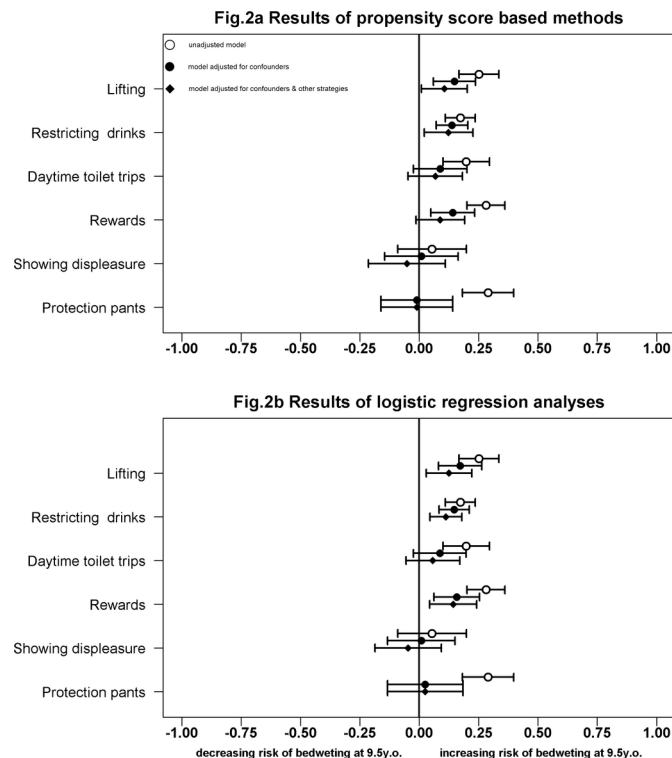 Fig.2a Results of propensity score based methods
unadjusted model
model adjusted for confounders
model adjusted for confounders & other strategies
Lifting
Restricting drinks
Daytime toilet trips
Rewards
Showing displeasure
Protection pants
-1.00 -0.75 -0.50 -0.25 0.00 0.25 0.50 0.75 1.00
Fig.2b Results of logistic regression analyses
Lifting
Restricting drinks
Daytime toilet trips
Rewards
Showing displeasure
Protection pants
-1.00 -0.75 -0.50 -0.25 0.00 0.25 0.50 0.75 1.00
decreasing risk of bedweting at 9.5y.o. increasing risk of bedweting at 9.5y.o.